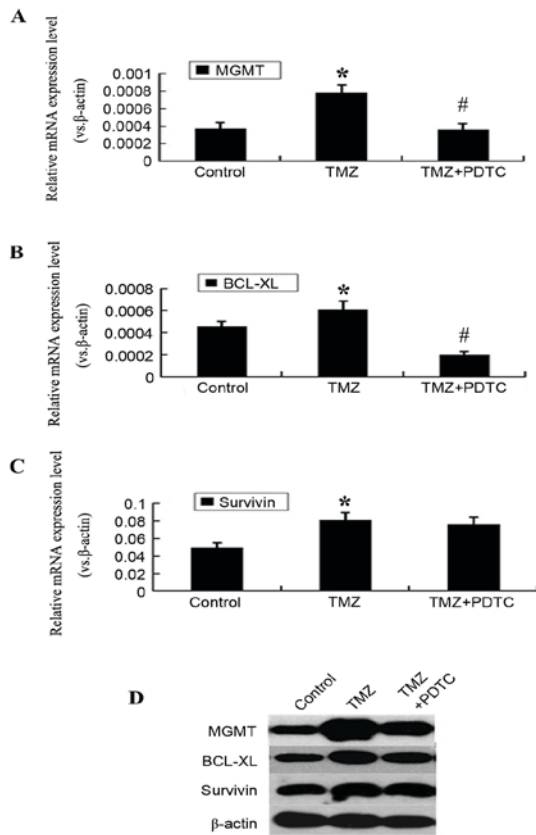 A
Relative mRNA expression level
(vs.β-actin)
MGMT
0.001
0.0008
0.0006
0.0004
0.0002
0
*
#
Control TMZ TMZ+PDTC
B
Relative mRNA expression level
(vs.β-actin)
BCL-XL
0.0008
0.0006
0.0004
0.0002
0
*
#
Control TMZ TMZ+PDTC
C
Relative mRNA expression level
(vs.β-actin)
Survivin
0.1
0.08
0.06
0.04
0.02
0
*
Control TMZ TMZ+PDTC
D
Control TMZ TMZ
+PDTC
MGMT
BCL-XL
Survivin
β-actin